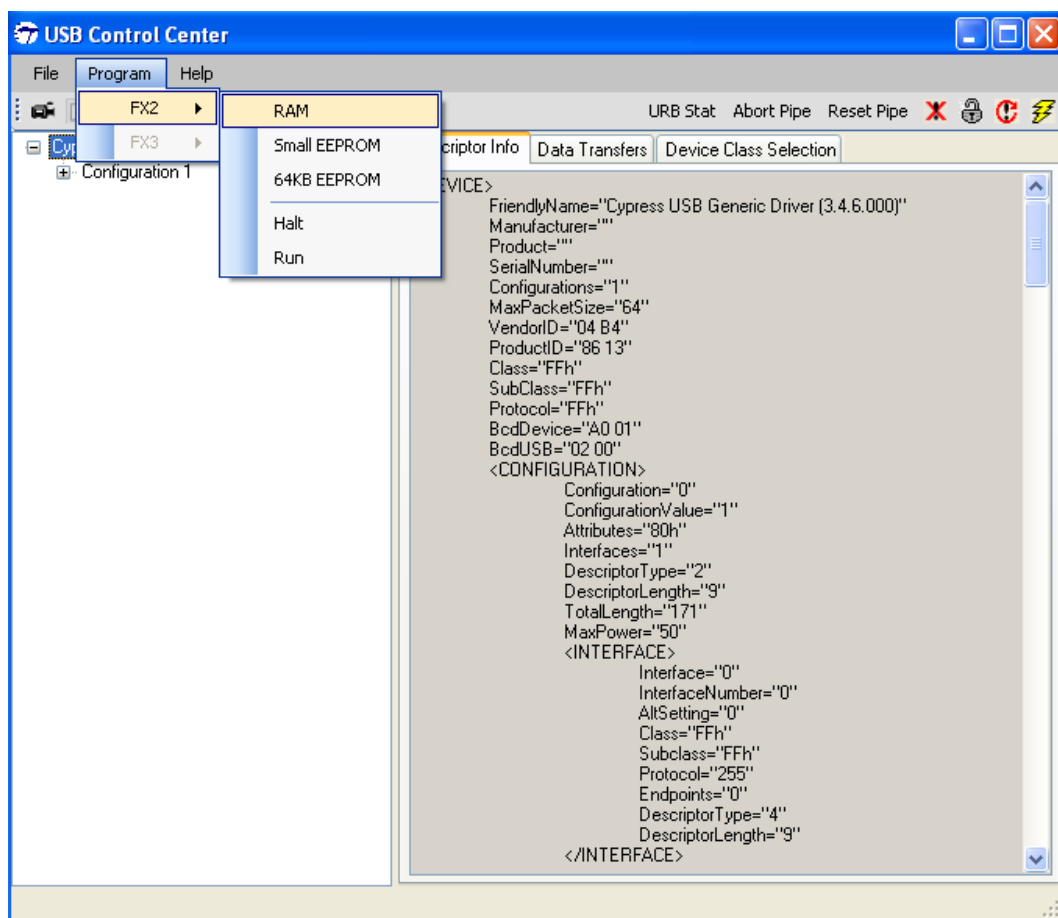 USB Control Center
File Program Help
FX2
FX3
RAM
Small EEPROM
64KB EEPROM
Halt
Run
URB Stat Abort Pipe Reset Pipe
Cyp
Configuration 1
criptor Info Data Transfers Device Class Selection
EVICE>
FriendlyName="Cypress USB Generic Driver (3.4.6.000)"
Manufacturer=""
Product=""
SerialNumber=""
Configurations="1"
MaxPacketSize="64"
VendorID="04 B4"
ProductID="86 13"
Class="FFh"
SubClass="FFh"
Protocol="FFh"
BcdDevice="A0 01"
BcdUSB="02 00"
<CONFIGURATION>
Configuration="0"
ConfigurationValue="1"
Attributes="80h"
Interfaces="1"
DescriptorType="2"
DescriptorLength="9"
TotalLength="171"
MaxPower="50"
<INTERFACE>
Interface="0"
InterfaceNumber="0"
AltSetting="0"
Class="FFh"
Subclass="FFh"
Protocol="255"
Endpoints="0"
DescriptorType="4"
DescriptorLength="9"
</INTERFACE>